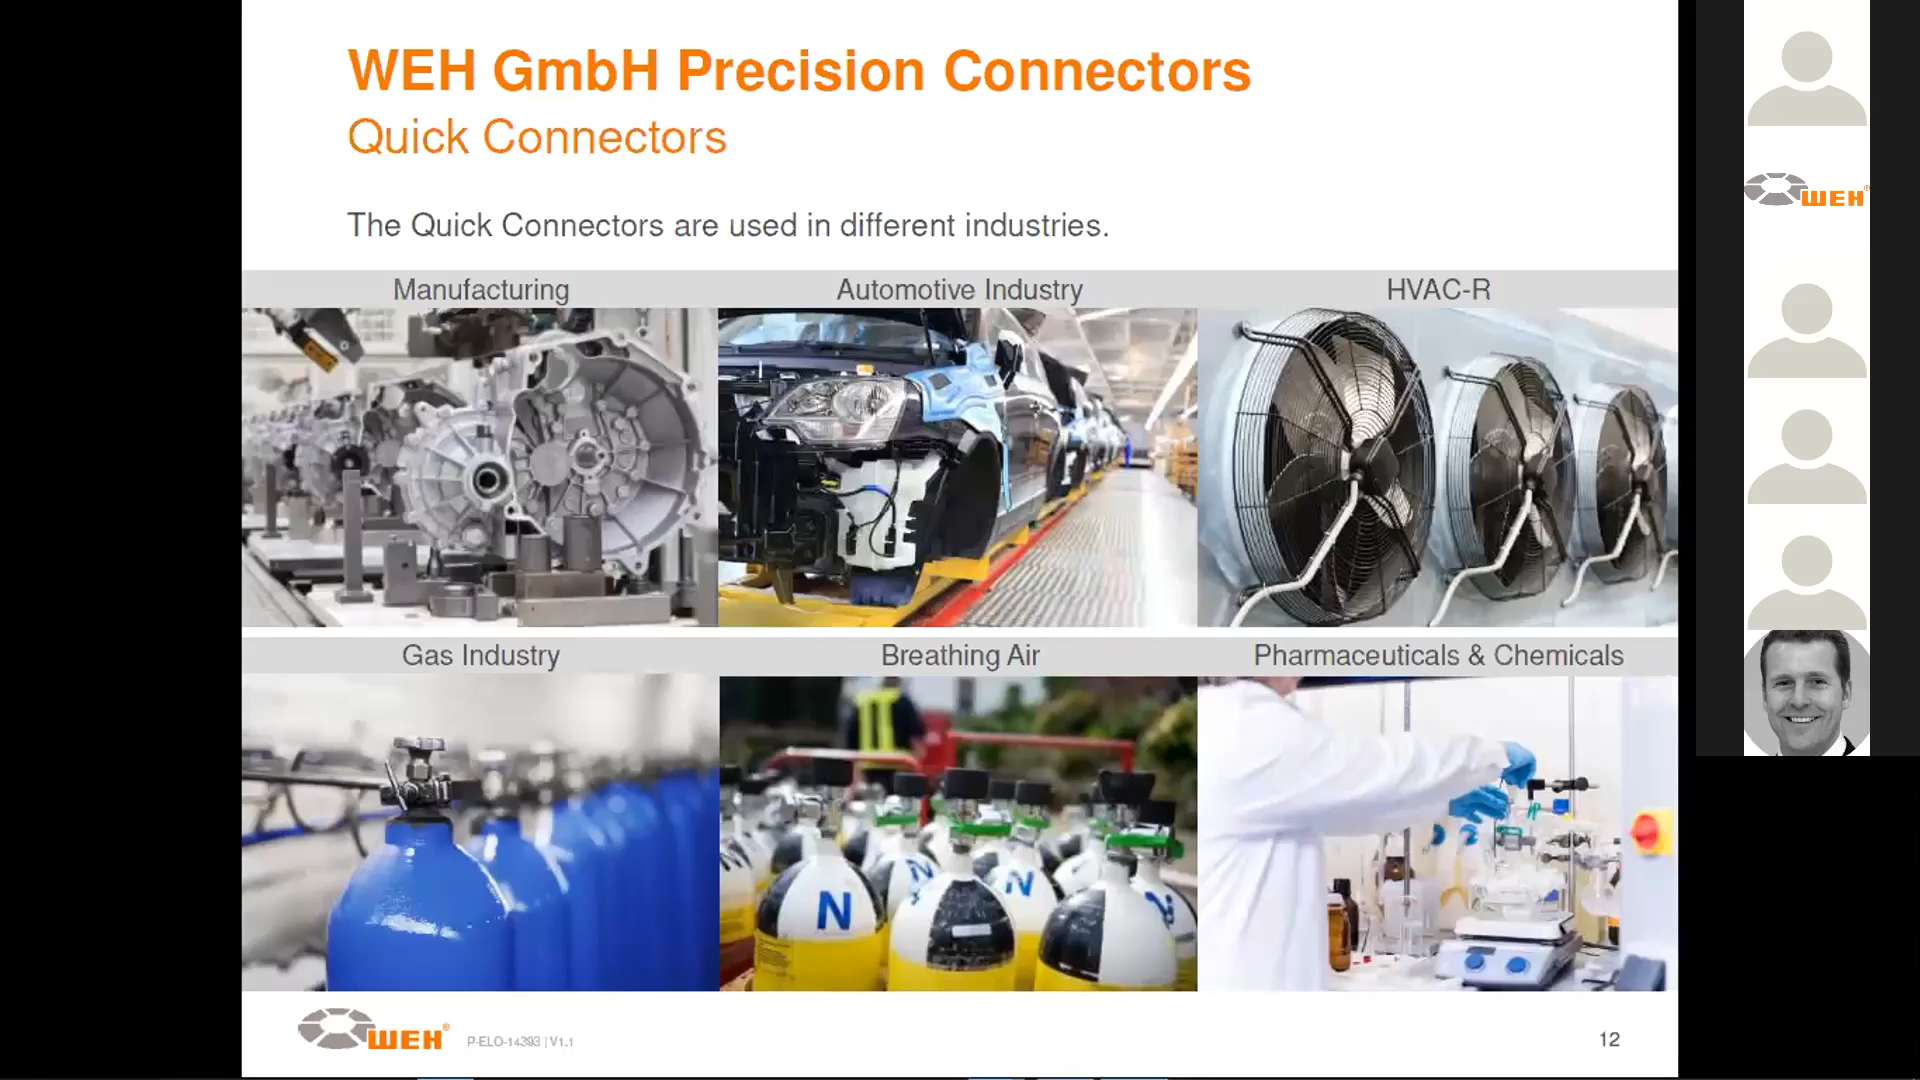 WEH GmbH Precision Connectors
Quick Connectors
The Quick Connectors are used in different industries.
Manufacturing
Automotive Industry
HVAC-R
Gas Industry
Breathing Air
Pharmaceuticals & Chemicals
N
N
N
WEH®
P-ELO-14393 | V1.1
12
WEH®